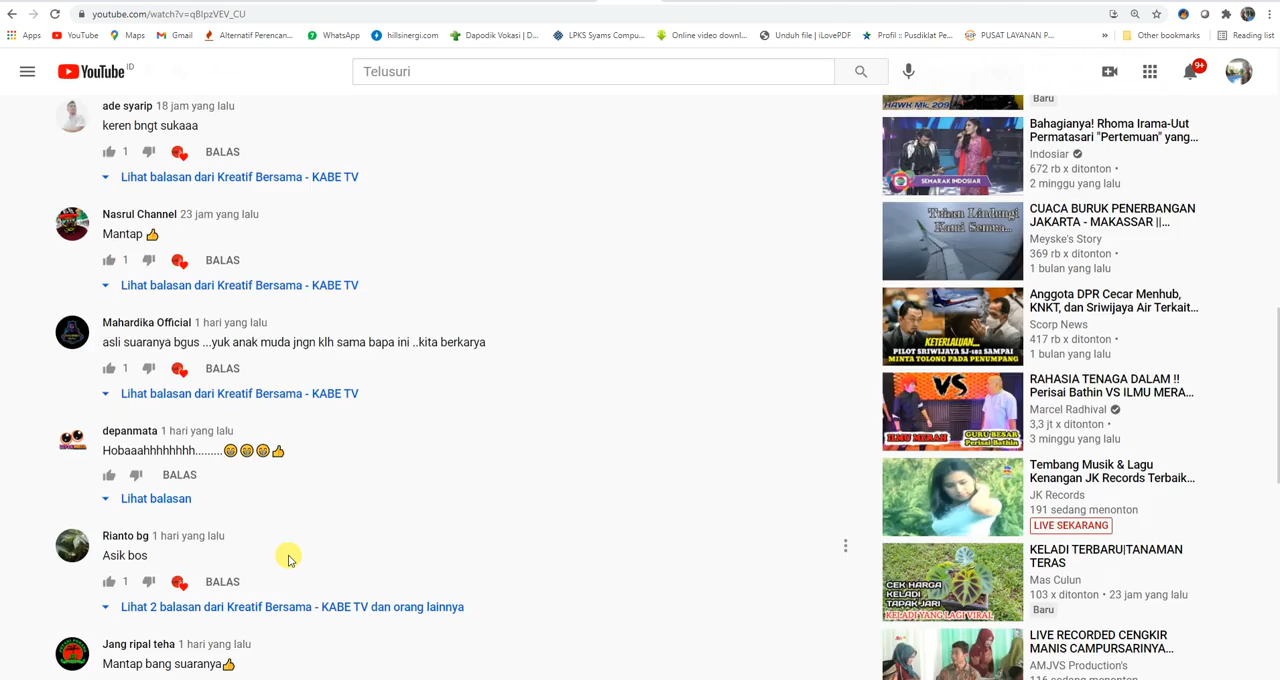 youtube.com/watch?v=qBIpzVEV_CU
Apps
YouTube
Maps
Gmail
Alternatif Perencan...
WhatsApp
hillsinergi.com
Dapodik Vokasi | D...
LPKS Syams Compu...
Online video downl...
Unduh file | iLovePDF
Profil :: Pusdiklat Pe...
PUSAT LAYANAN P...
»
Other bookmarks
Reading list
YouTube ID
Telusuri
9+
ade syarip 18 jam yang lalu
keren bngt sukaaa
1 BALAS
Lihat balasan dari Kreatif Bersama - KABE TV
Nasrul Channel 23 jam yang lalu
Mantap 👍
1 BALAS
Lihat balasan dari Kreatif Bersama - KABE TV
Mahardika Official 1 hari yang lalu
asli suaranya bgus ...yuk anak muda jngn klh sama bapa ini ..kita berkarya
1 BALAS
Lihat balasan dari Kreatif Bersama - KABE TV
depanmata 1 hari yang lalu
Hobaaahhhhhhhh........😁😁😁👍
BALAS
Lihat balasan
Rianto bg 1 hari yang lalu
Asik bos
1 BALAS
Lihat 2 balasan dari Kreatif Bersama - KABE TV dan orang lainnya
Jang ripal teha 1 hari yang lalu
Mantap bang suaranya👍
HAWK Mk. 209
Baru
SEMARAK INDOSIAR
Bahagianya! Rhoma Irama-Uut
Permatasari "Pertemuan" yang...
Indosiar
672 rb x ditonton •
2 minggu yang lalu
Tuhan Lindungi
Kami Semua...
CUACA BURUK PENERBANGAN
JAKARTA - MAKASSAR ||...
Meyske's Story
369 rb x ditonton •
1 bulan yang lalu
KETERLALUAN...
PILOT SRIWIJAYA SJ-182 SAMPAI
MINTA TOLONG PADA PENUMPANG
Anggota DPR Cecar Menhub,
KNKT, dan Sriwijaya Air Terkait...
Scorp News
417 rb x ditonton •
1 bulan yang lalu
VS
ILMU MERAH
GURU BESAR
Perisai Bathin
RAHASIA TENAGA DALAM !!
Perisai Bathin VS ILMU MERA...
Marcel Radhival
3,3 jt x ditonton •
3 minggu yang lalu
Tembang Musik & Lagu
Kenangan JK Records Terbaik...
JK Records
191 sedang menonton
LIVE SEKARANG
CEK HARGA
KELADI
TAPAK JARI
KELADI YANG LAGI VIRAL
KELADI TERBARU|TANAMAN
TERAS
Mas Culun
103 x ditonton • 23 jam yang lalu
Baru
LIVE RECORDED CENGKIR
MANIS CAMPURSARINYA...
AMJVS Production's
116 sedang menonton